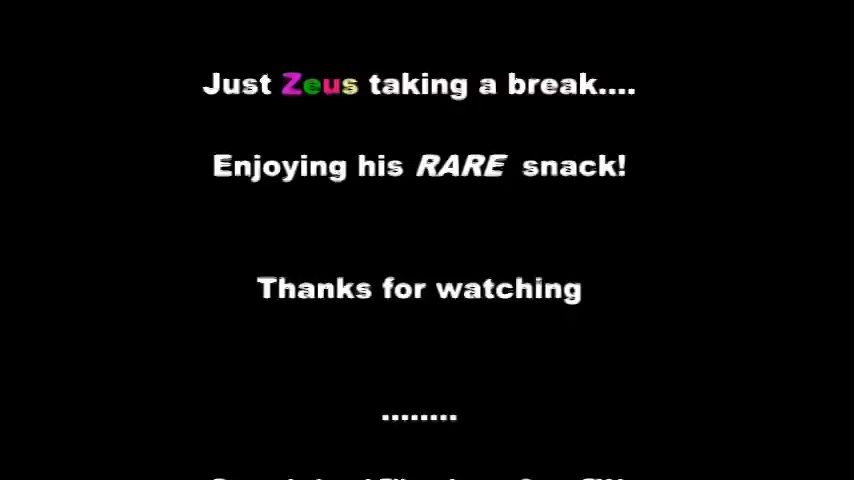 Just Zeus taking a break....
Enjoying his RARE snack!
Thanks for watching
........